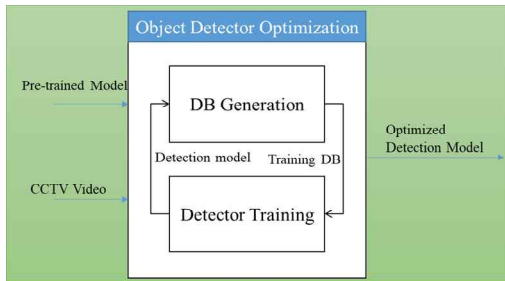 Object Detector Optimization
Pre-trained Model
DB Generation
Detection model
Training DB
Optimized
Detection Model
CCTV Video
Detector Training